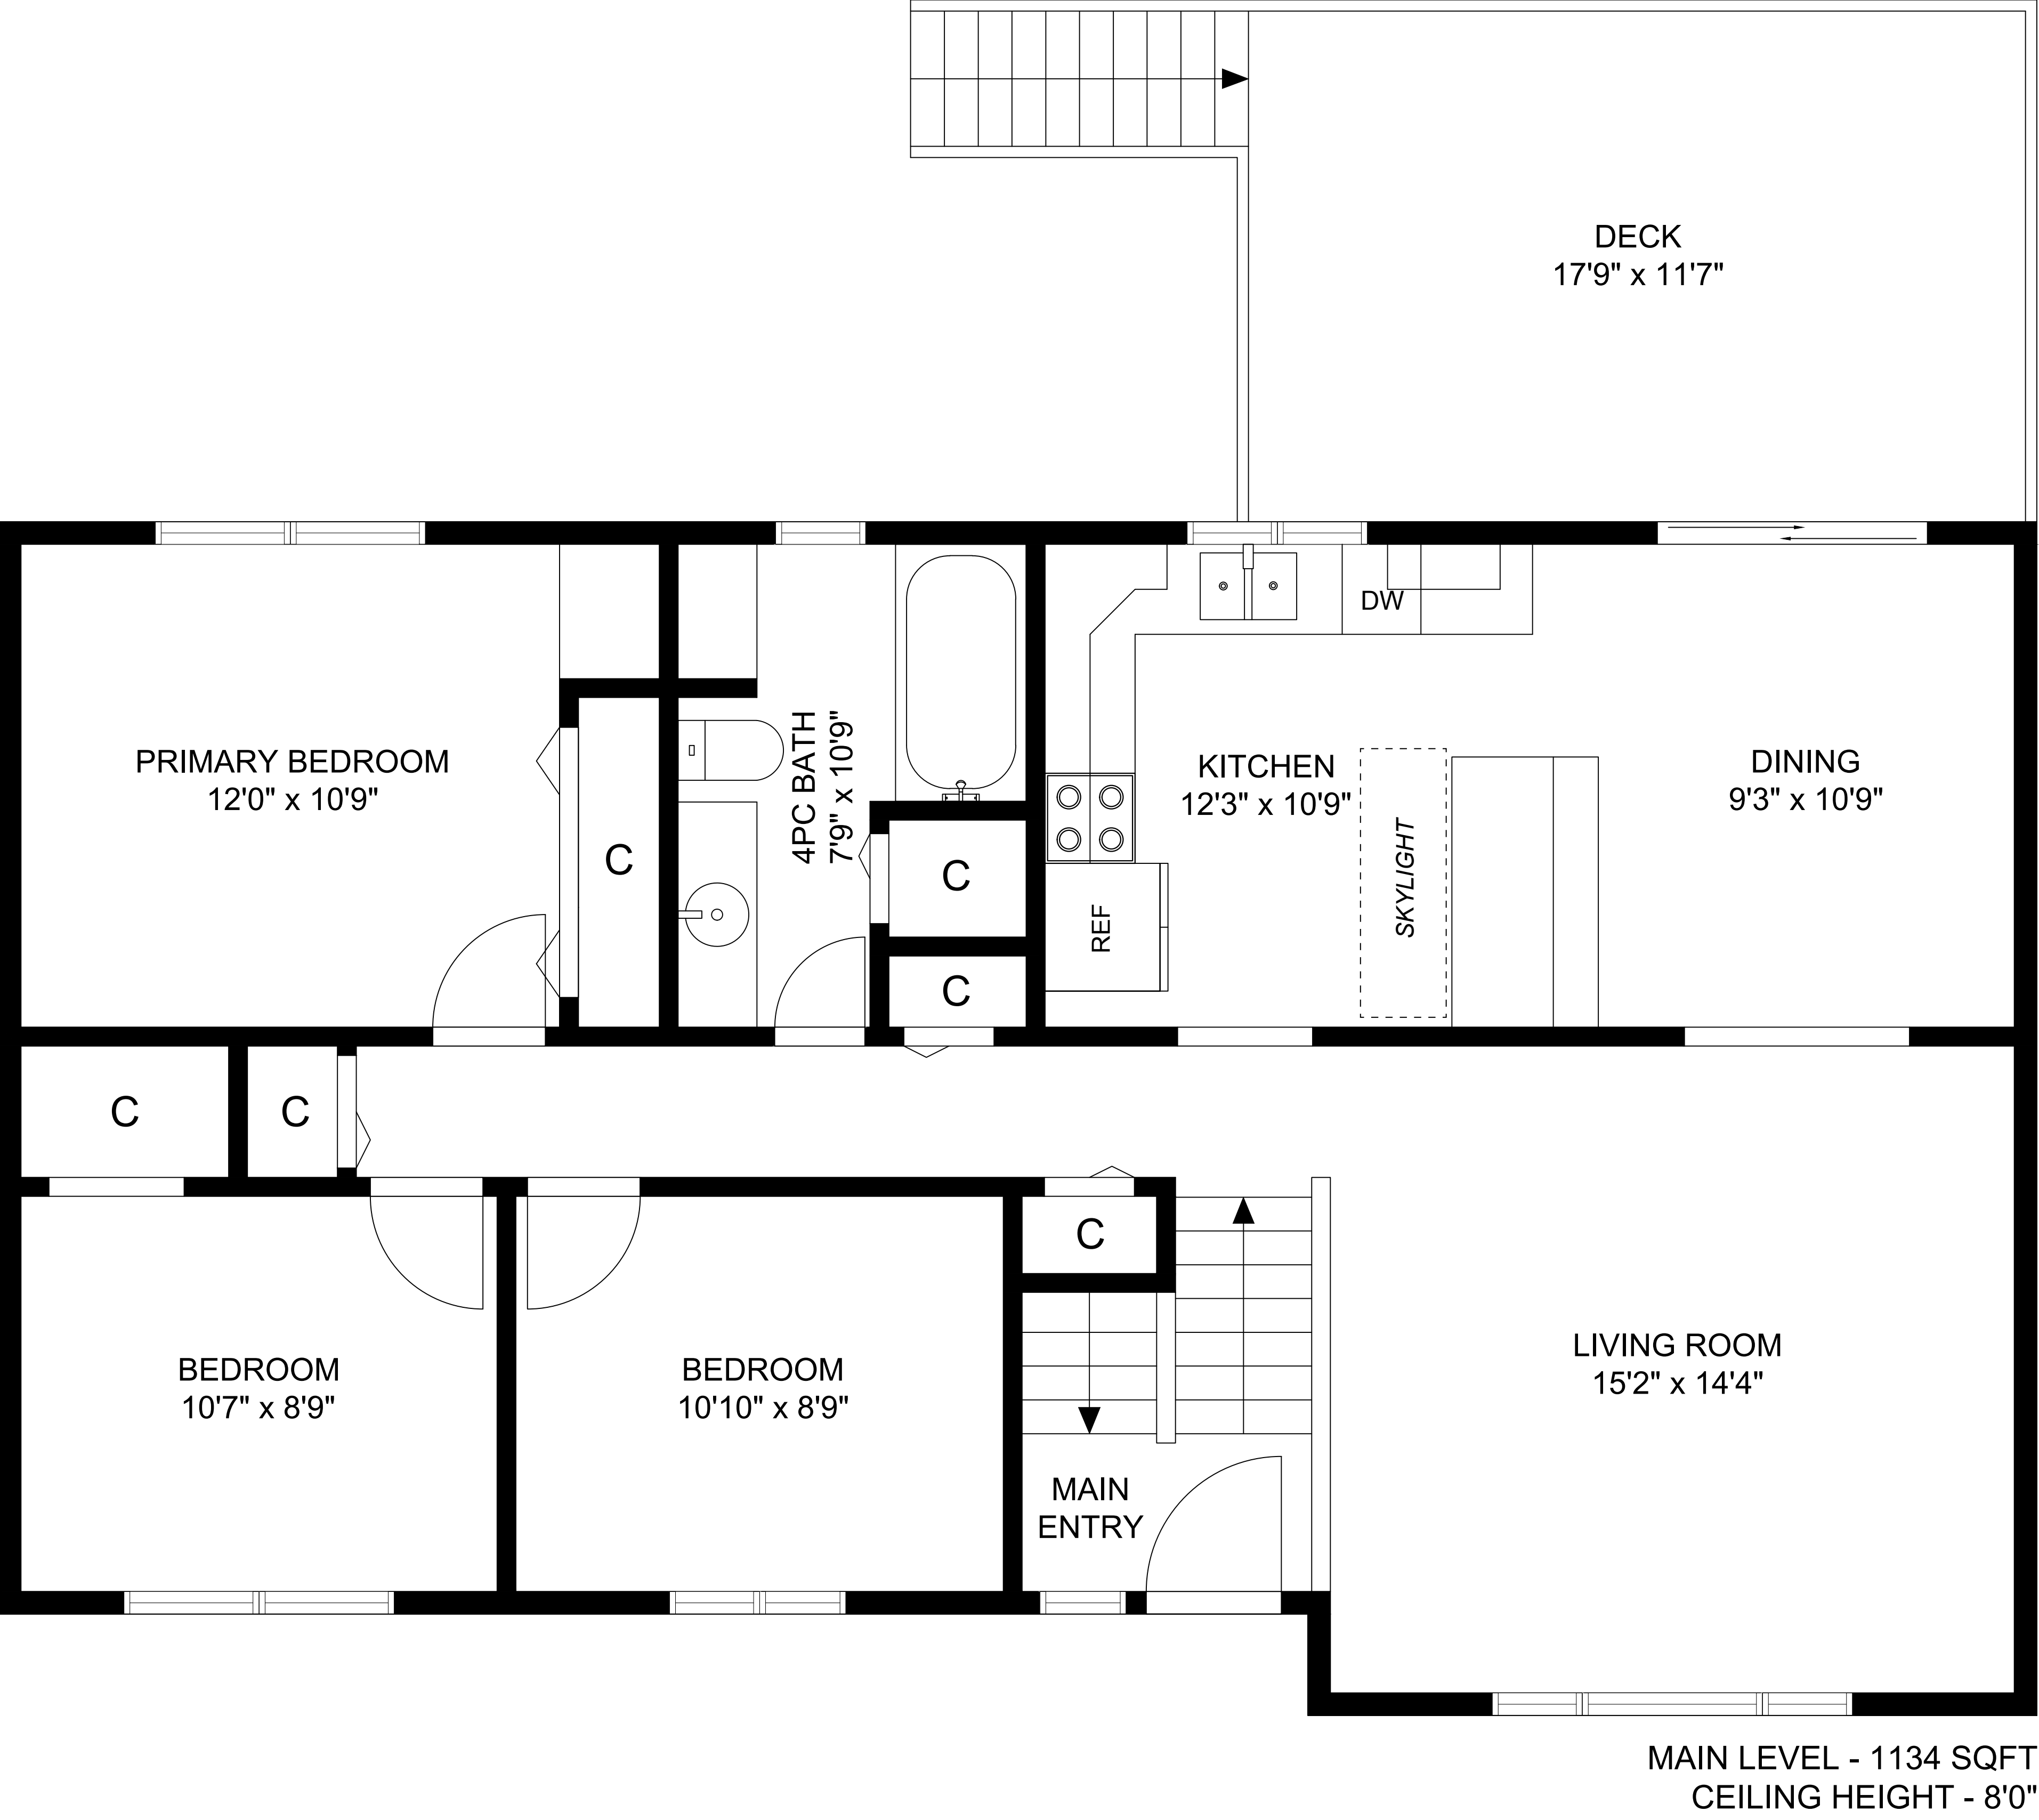 DECK
17'9" x 11'7"
DW
PRIMARY BEDROOM
12'0" x 10'9"
C
4PC BATH
7'9" x 10'9"
C
C
KITCHEN
12'3" x 10'9"
REF
SKYLIGHT
DINING
9'3" x 10'9"
C
C
C
BEDROOM
10'7" x 8'9"
BEDROOM
10'10" x 8'9"
MAIN
ENTRY
LIVING ROOM
15'2" x 14'4"
MAIN LEVEL - 1134 SQFT
CEILING HEIGHT - 8'0"